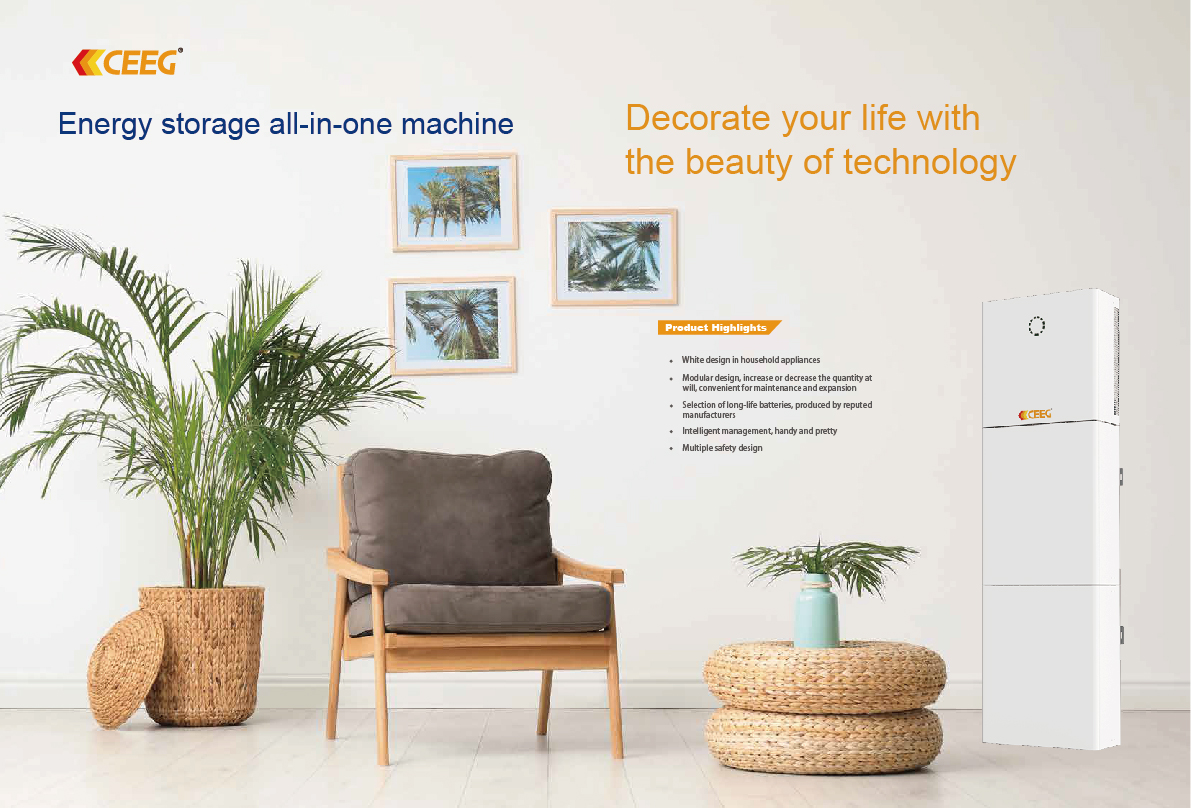 CEEG®
Energy storage all-in-one machine
Decorate your life with
the beauty of technology
Product Highlights
White design in household appliances
Modular design, increase or decrease the quantity at
will, convenient for maintenance and expansion
Selection of long-life batteries, produced by reputed
manufacturers
Intelligent management, handy and pretty
Multiple safety design
CEEG